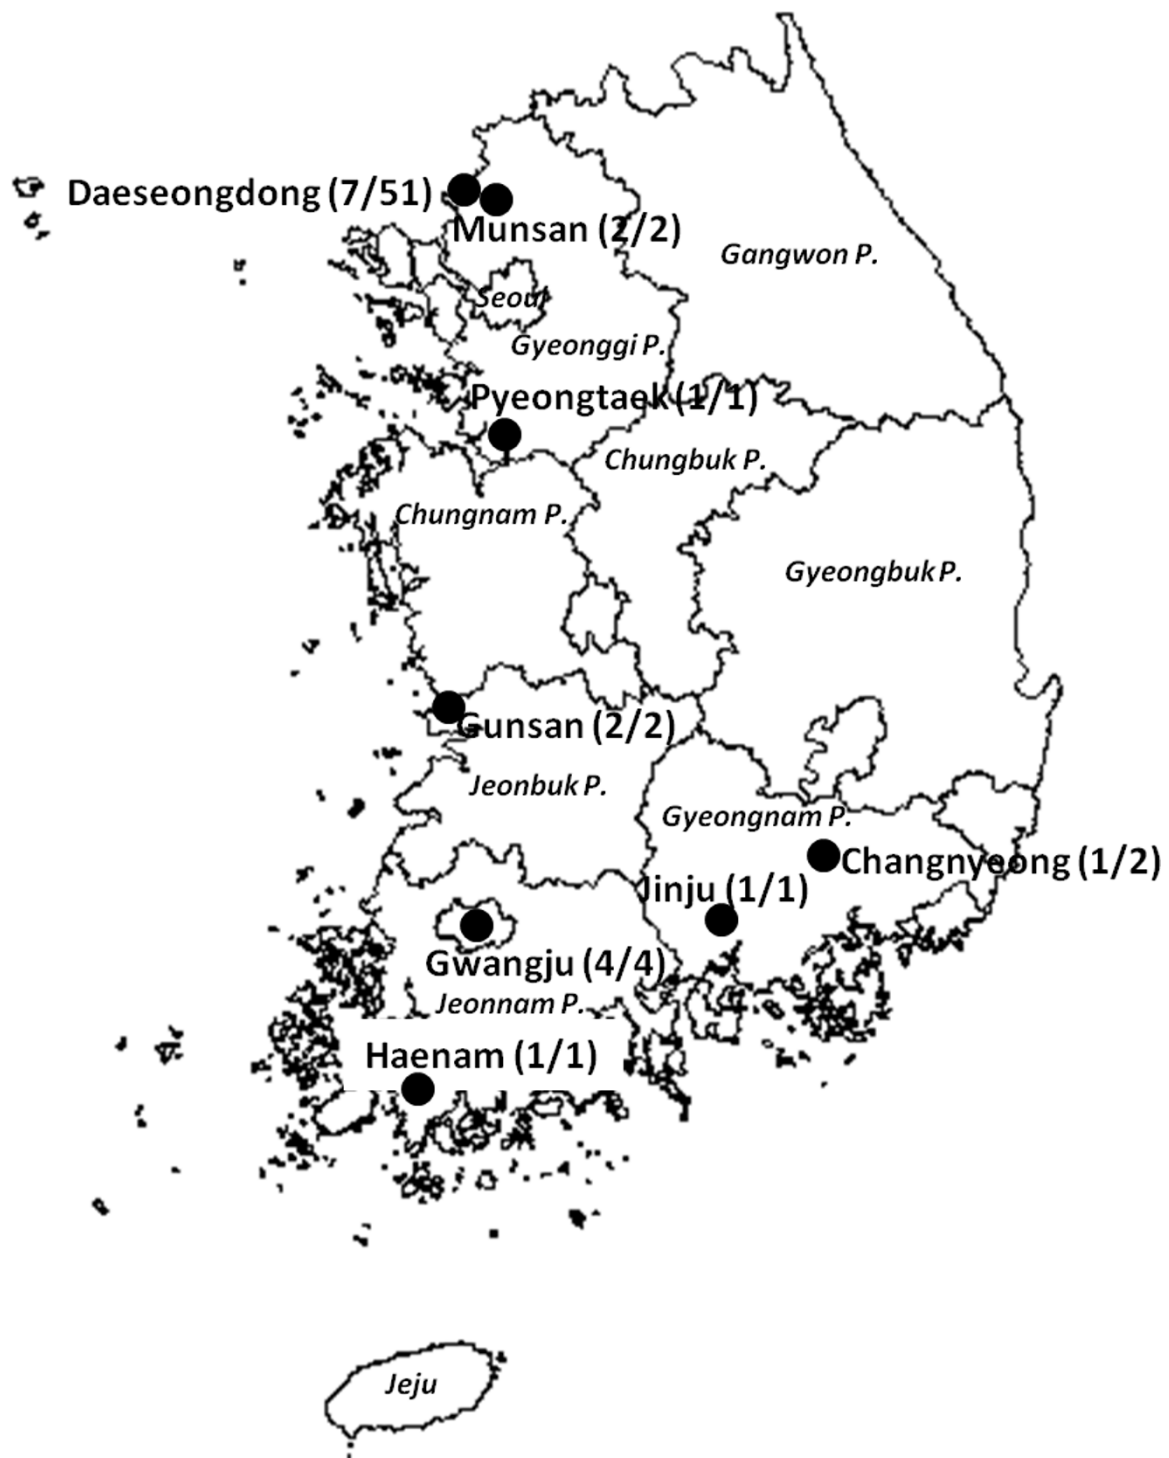 Daeseongdong (7/51)
Munsan (2/2)
Gangwon P.
Seoul
Gyeonggi P.
Pyeongtaek (1/1)
Chungbuk P.
Chungnam P.
Gyeongbuk P.
Gunsan (2/2)
Jeonbuk P.
Gyeongnam P.
Changnyeong (1/2)
Jinju (1/1)
Gwangju (4/4)
Jeonnam P.
Haenam (1/1)
Jeju